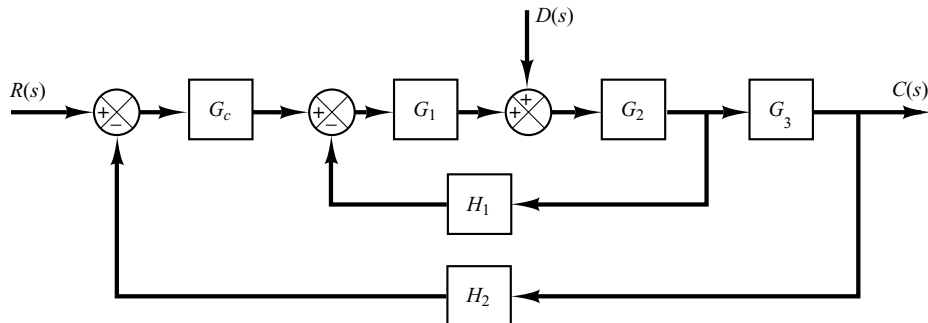 D(s)
R(s)
+
−
G_c
+
−
G_1
+
+
G_2
G_3
C(s)
H_1
H_2